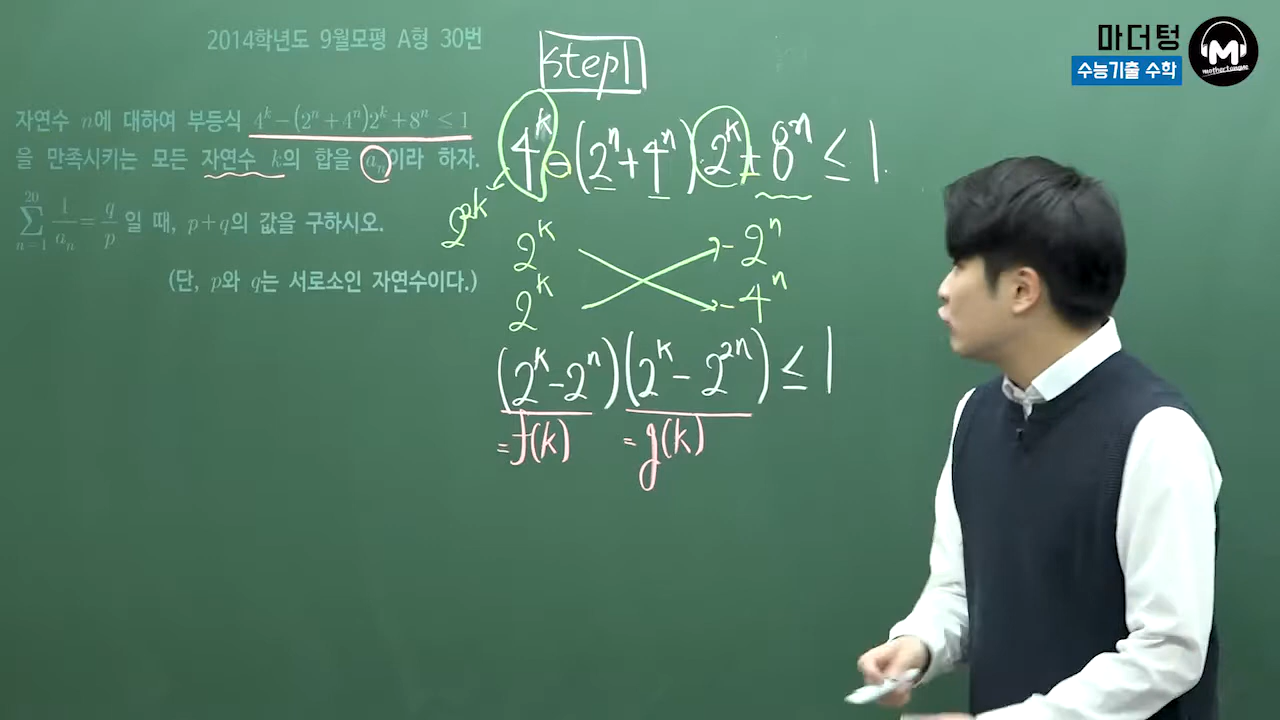 2014학년도 9월모평 A형 30번
자연수 n에 대하여 부등식 4^k-(2^n+4^n)2^k+8^n ≤ 1
을 만족시키는 모든 자연수 k의 합을 a_n이라 하자.
\sum_{n=1}^{20} \frac{1}{a_n} = \frac{q}{p} 일 때, p+q의 값을 구하시오.
(단, p와 q는 서로소인 자연수이다.)
step1
4^k-(2^n+4^n)·2^k+8^n ≤ 1.
2^{2k}
2^k -2^n
2^k -4^n
(2^k-2^n)(2^k-2^{2n}) ≤ 1
=f(k) =g(k)
마더텅
수능기출 수학
M
mothertongue